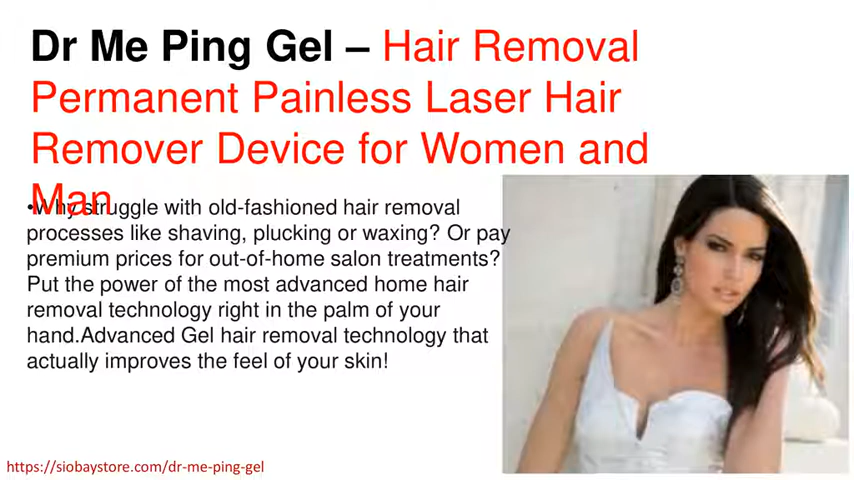 Dr Me Ping Gel – Hair Removal
Permanent Painless Laser Hair
Remover Device for Women and
Man
•Why struggle with old-fashioned hair removal
processes like shaving, plucking or waxing? Or pay
premium prices for out-of-home salon treatments?
Put the power of the most advanced home hair
removal technology right in the palm of your
hand.Advanced Gel hair removal technology that
actually improves the feel of your skin!
https://siobaystore.com/dr-me-ping-gel